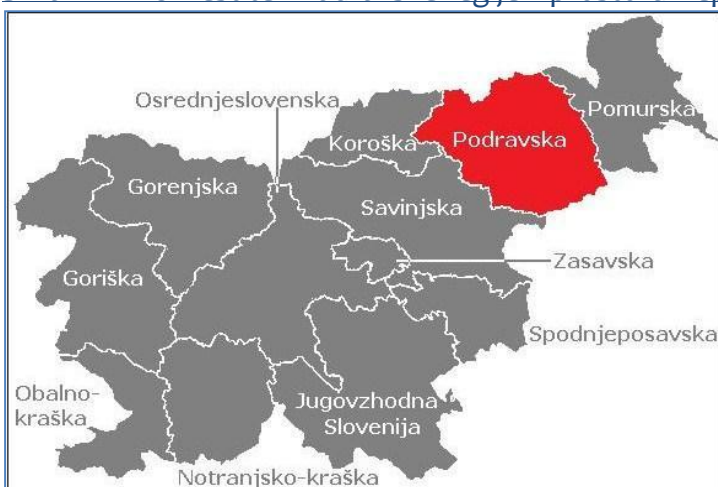 Osrednjeslovenska
Koroška
Podravska
Pomurska
Gorenjska
Savinjska
Goriška
Zasavska
Spodnjeposavska
Obalno-
kraška
Jugovzhodna
Slovenija
Notranjsko-kraška